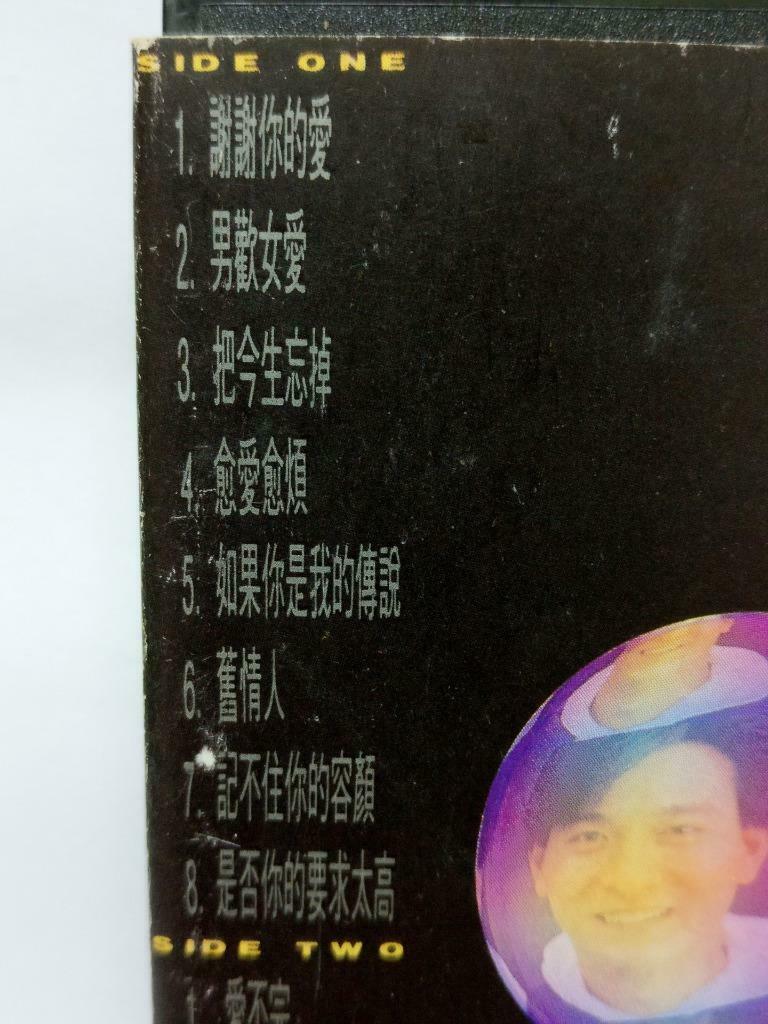 SIDE ONE
1. 謝謝你的愛
2. 男歡女愛
3. 把今生忘掉
4. 愈愛愈煩
5. 如果你是我的傳說
6. 舊情人
7. 記不住你的容顏
8. 是否你的要求太高
SIDE TWO
1. 愛不完